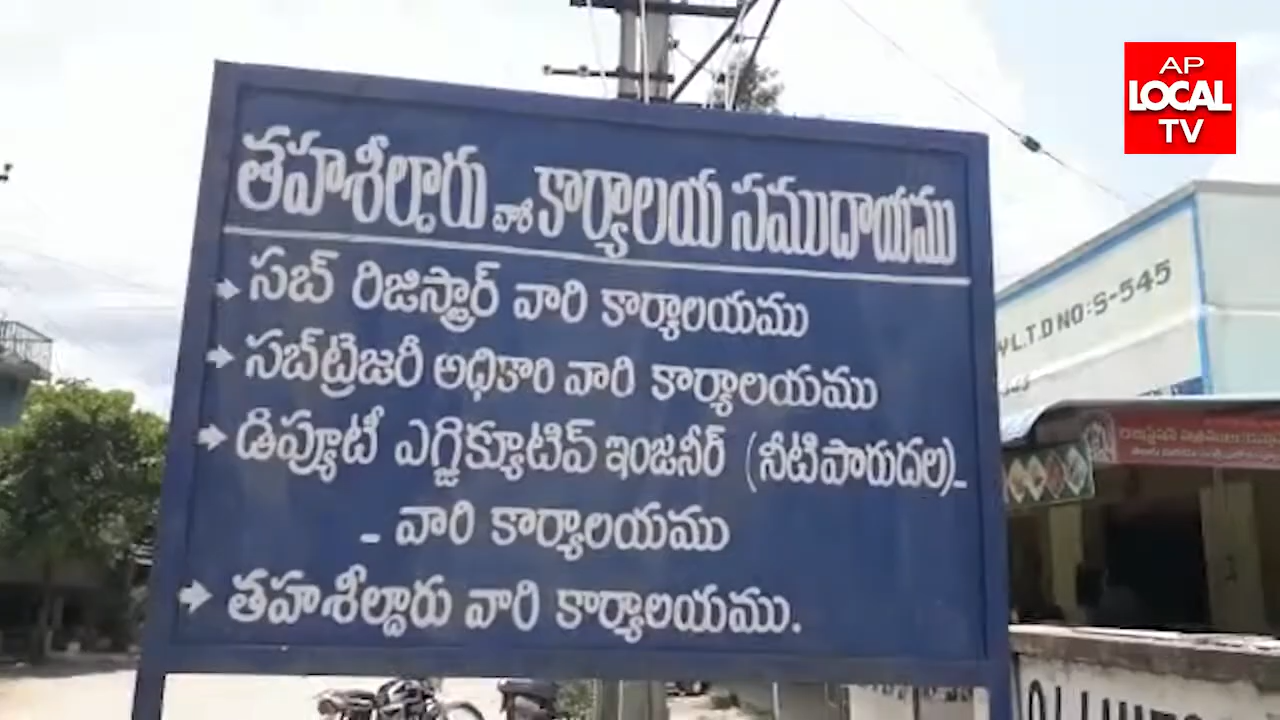 AP
LOCAL
TV
తహశీల్దారు వారి కార్యాలయ సముదాయము
సబ్ రిజిస్ట్రార్ వారి కార్యాలయము
సబ్‌ట్రెజరీ అధికారి వారి కార్యాలయము
డిప్యూటీ ఎగ్జిక్యూటివ్ ఇంజనీర్ (నీటిపారుదల)-
- వారి కార్యాలయము
తహశీల్దారు వారి కార్యాలయము.
L.T.D NO:S-545